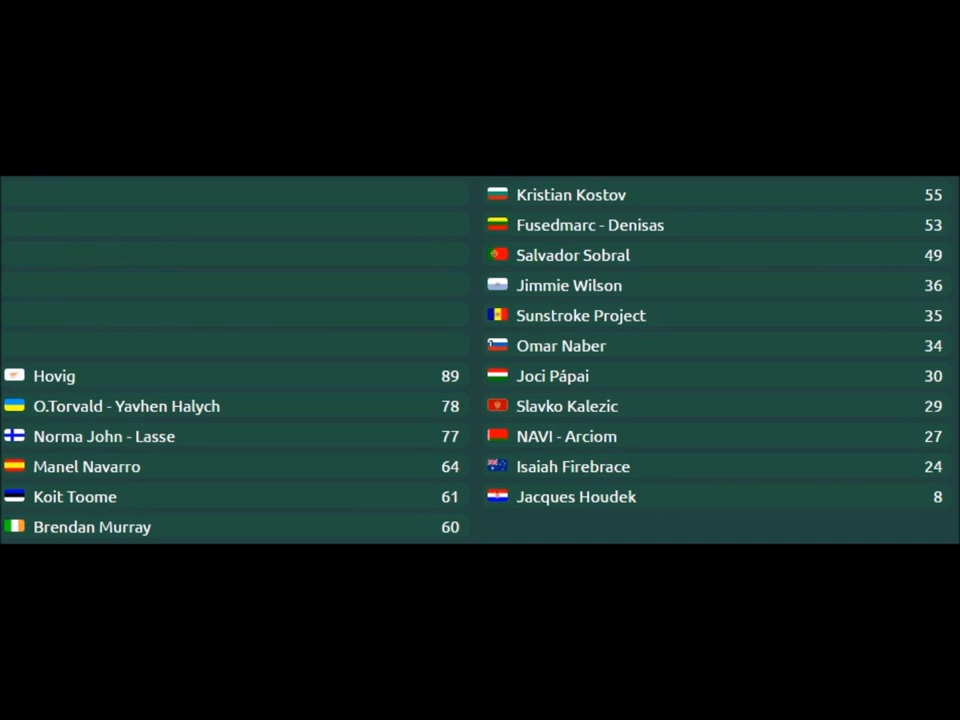 Hovig 89
O.Torvald - Yavhen Halych 78
Norma John - Lasse 77
Manel Navarro 64
Koit Toome 61
Brendan Murray 60
Kristian Kostov 55
Fusedmarc - Denisas 53
Salvador Sobral 49
Jimmie Wilson 36
Sunstroke Project 35
Omar Naber 34
Joci Pápai 30
Slavko Kalezic 29
NAVI - Arciom 27
Isaiah Firebrace 24
Jacques Houdek 8